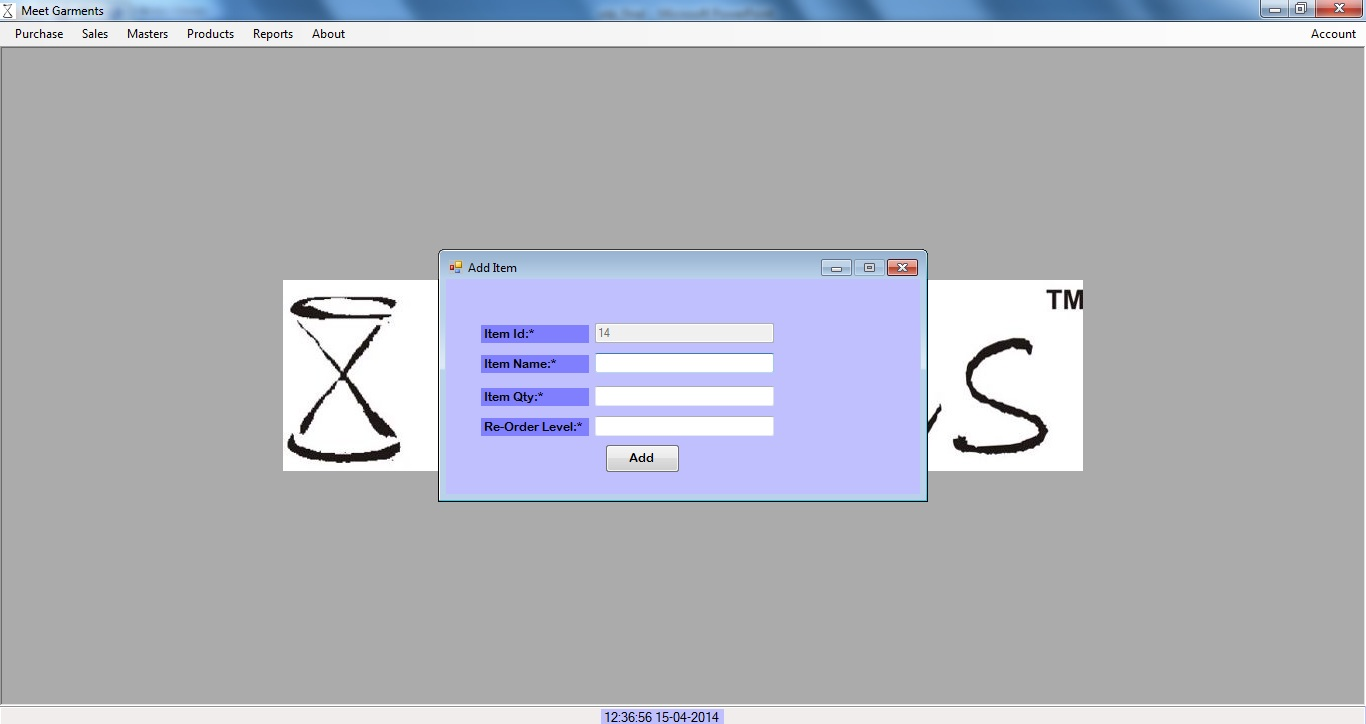 Meet Garments
Purchase Sales Masters Products Reports About Account
TM
Add Item
Item Id:* 14
Item Name:*
Item Qty:*
Re-Order Level:*
Add
S
12:36:56 15-04-2014